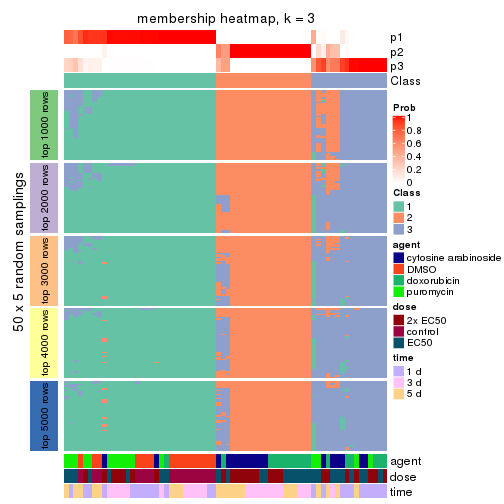 membership heatmap, k = 3
p1
p2
p3
Class
50 x 5 random samplings
top 1000 rows
top 2000 rows
top 3000 rows
top 4000 rows
top 5000 rows
agent
dose
time
Prob
1
0.8
0.6
0.4
0.2
0
Class
1
2
3
agent
cytosine arabinoside
DMSO
doxorubicin
puromycin
dose
2x EC50
control
EC50
time
1 d
3 d
5 d